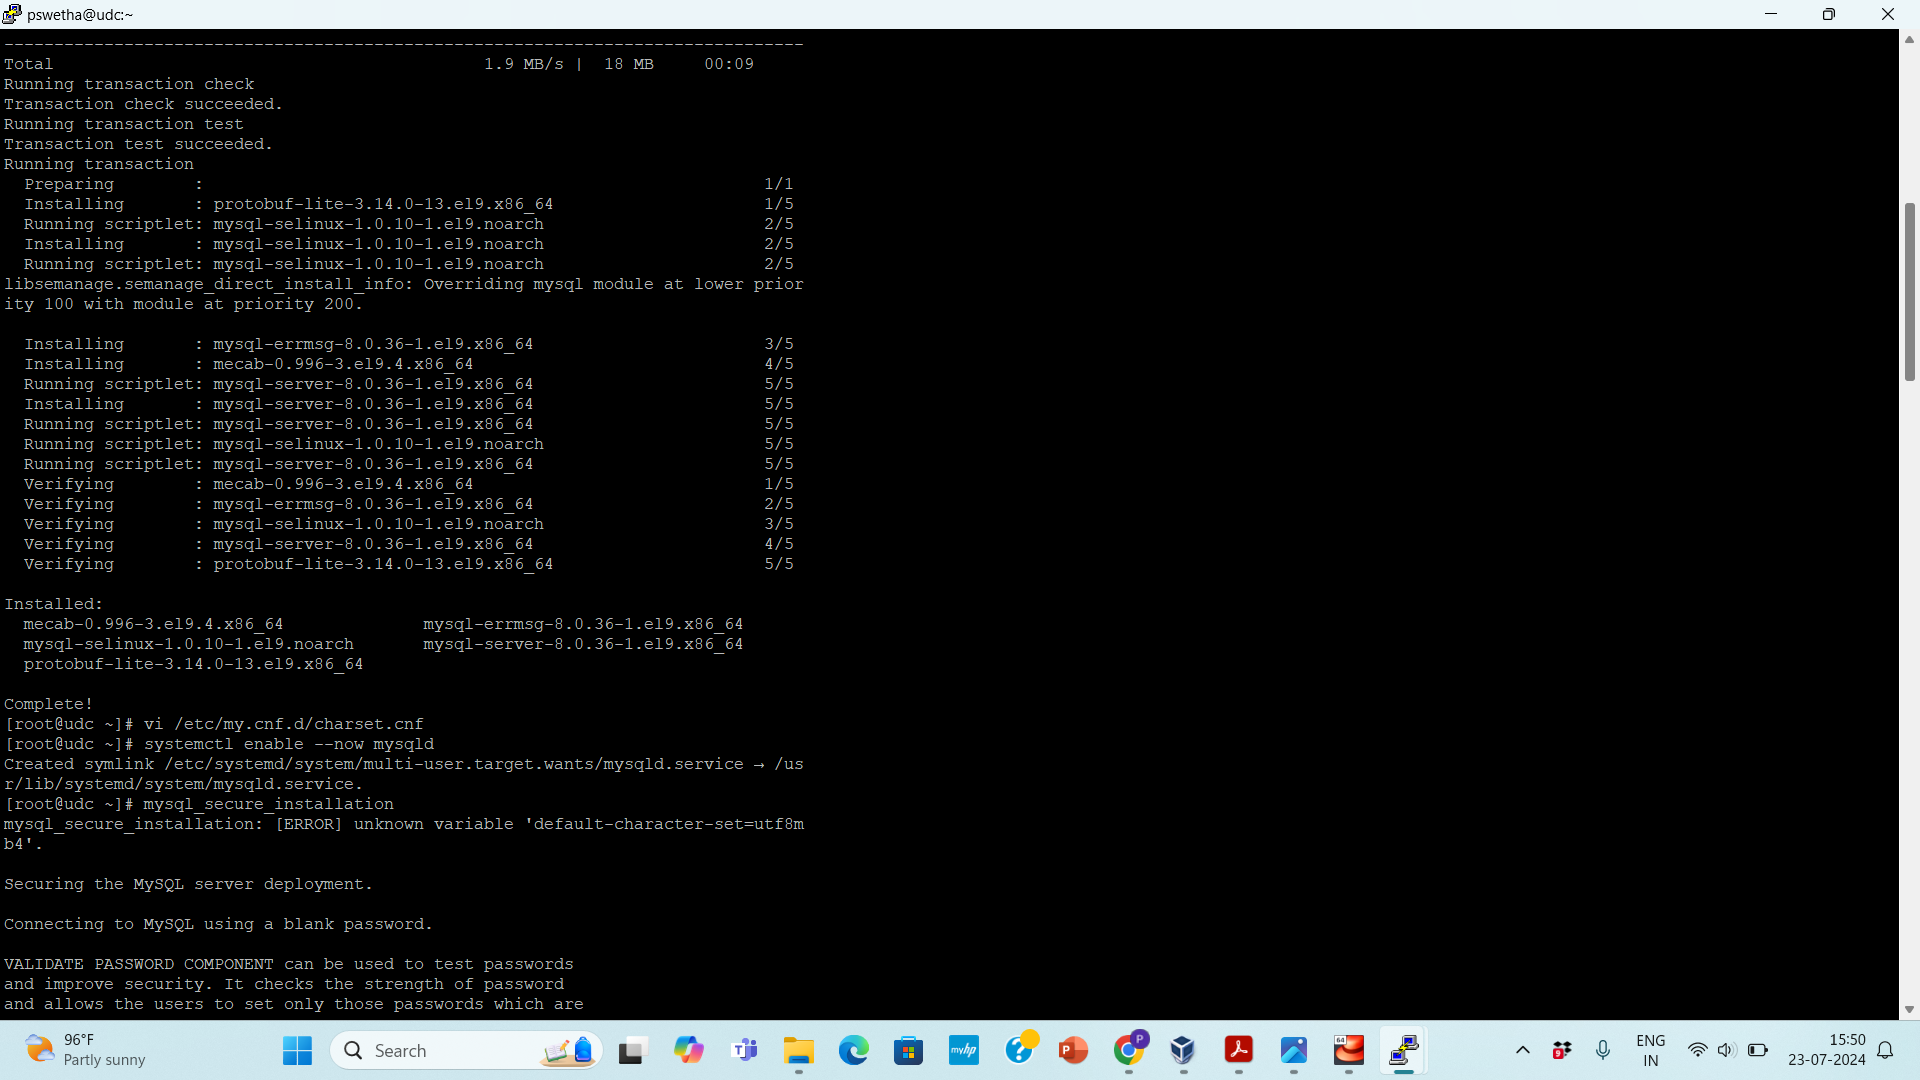 pswetha@udc:~
--------------------------------------------------------------------------------
Total 1.9 MB/s | 18 MB 00:09
Running transaction check
Transaction check succeeded.
Running transaction test
Transaction test succeeded.
Running transaction
Preparing : 1/1
Installing : protobuf-lite-3.14.0-13.el9.x86_64 1/5
Running scriptlet: mysql-selinux-1.0.10-1.el9.noarch 2/5
Installing : mysql-selinux-1.0.10-1.el9.noarch 2/5
Running scriptlet: mysql-selinux-1.0.10-1.el9.noarch 2/5
libsemanage.semanage_direct_install_info: Overriding mysql module at lower prior
ity 100 with module at priority 200.
Installing : mysql-errmsg-8.0.36-1.el9.x86_64 3/5
Installing : mecab-0.996-3.el9.4.x86_64 4/5
Running scriptlet: mysql-server-8.0.36-1.el9.x86_64 5/5
Installing : mysql-server-8.0.36-1.el9.x86_64 5/5
Running scriptlet: mysql-server-8.0.36-1.el9.x86_64 5/5
Running scriptlet: mysql-selinux-1.0.10-1.el9.noarch 5/5
Running scriptlet: mysql-server-8.0.36-1.el9.x86_64 5/5
Verifying : mecab-0.996-3.el9.4.x86_64 1/5
Verifying : mysql-errmsg-8.0.36-1.el9.x86_64 2/5
Verifying : mysql-selinux-1.0.10-1.el9.noarch 3/5
Verifying : mysql-server-8.0.36-1.el9.x86_64 4/5
Verifying : protobuf-lite-3.14.0-13.el9.x86_64 5/5
Installed:
mecab-0.996-3.el9.4.x86_64 mysql-errmsg-8.0.36-1.el9.x86_64
mysql-selinux-1.0.10-1.el9.noarch mysql-server-8.0.36-1.el9.x86_64
protobuf-lite-3.14.0-13.el9.x86_64
Complete!
[root@udc ~]# vi /etc/my.cnf.d/charset.cnf
[root@udc ~]# systemctl enable --now mysqld
Created symlink /etc/systemd/system/multi-user.target.wants/mysqld.service → /us
r/lib/systemd/system/mysqld.service.
[root@udc ~]# mysql_secure_installation
mysql_secure_installation: [ERROR] unknown variable 'default-character-set=utf8m
b4'.
Securing the MySQL server deployment.
Connecting to MySQL using a blank password.
VALIDATE PASSWORD COMPONENT can be used to test passwords
and improve security. It checks the strength of password
and allows the users to set only those passwords which are
96°F
Partly sunny
Search
myhp
P
P
64
9
ENG
IN
15:50
23-07-2024